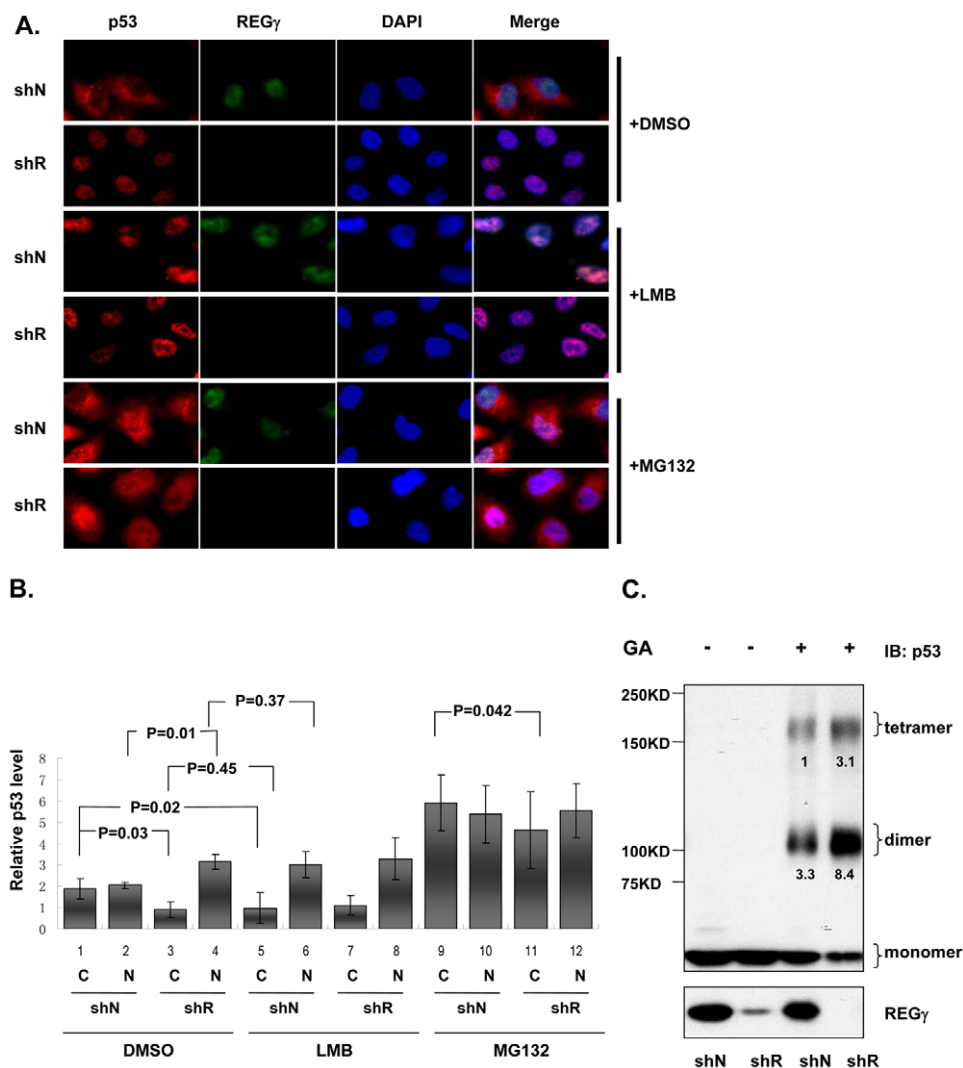 A.
p53 REGγ DAPI Merge
shN
shR
+DMSO
shN
shR
+LMB
shN
shR
+MG132
B.
Relative p53 level
8
7
6
5
4
3
2
1
0
P=0.37
P=0.042
P=0.01
P=0.45
P=0.02
P=0.03
1 2 3 4 5 6 7 8 9 10 11 12
C N C N C N C N C N C N
shN shR shN shR shN shR
DMSO LMB MG132
C.
GA - - + + IB: p53
250KD
150KD
100KD
75KD
tetramer
1 3.1
dimer
3.3 8.4
monomer
REGγ
shN shR shN shR